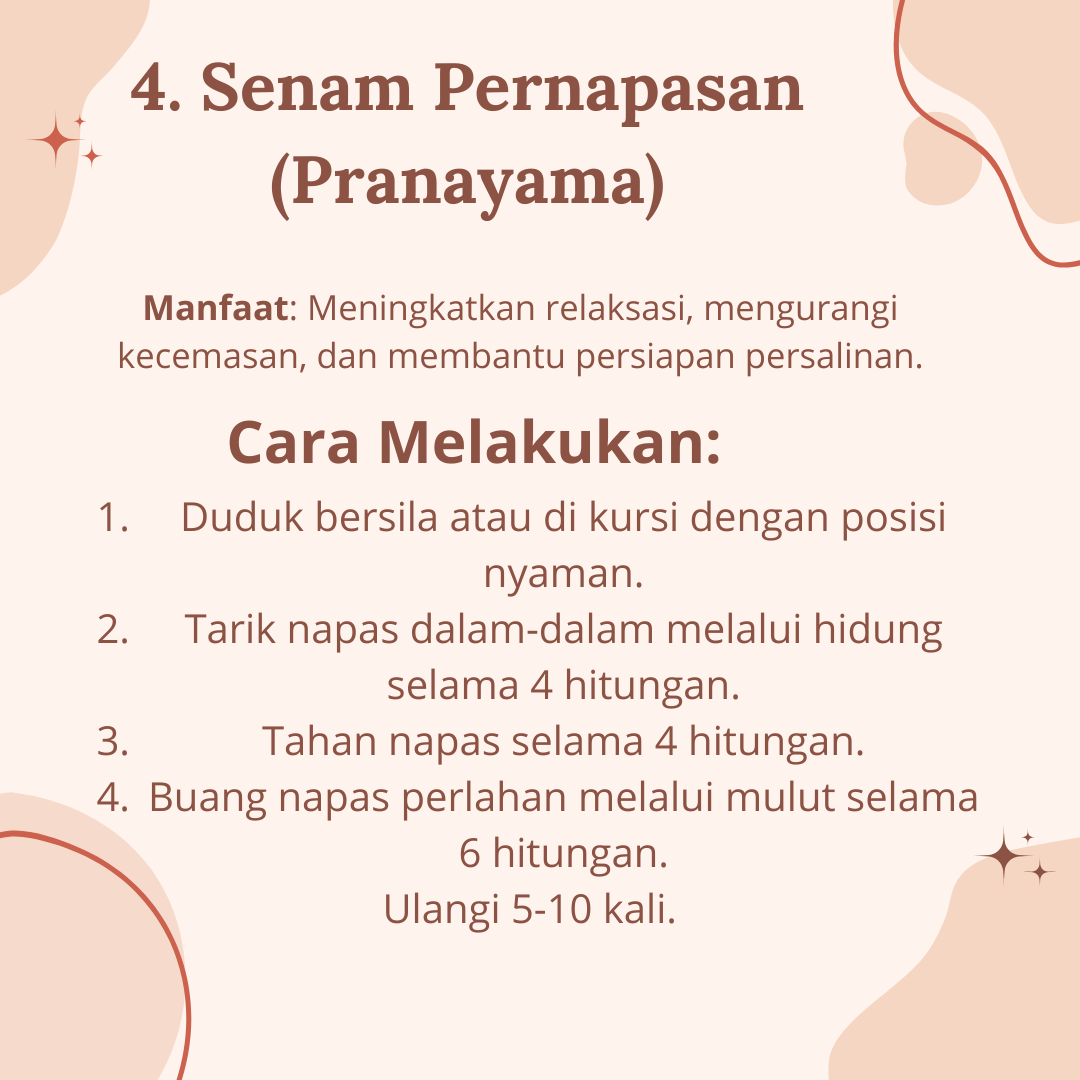 4. Senam Pernapasan
(Pranayama)
Manfaat: Meningkatkan relaksasi, mengurangi
kecemasan, dan membantu persiapan persalinan.
Cara Melakukan:
1. Duduk bersila atau di kursi dengan posisi
nyaman.
2. Tarik napas dalam-dalam melalui hidung
selama 4 hitungan.
3. Tahan napas selama 4 hitungan.
4. Buang napas perlahan melalui mulut selama
6 hitungan.
Ulangi 5-10 kali.